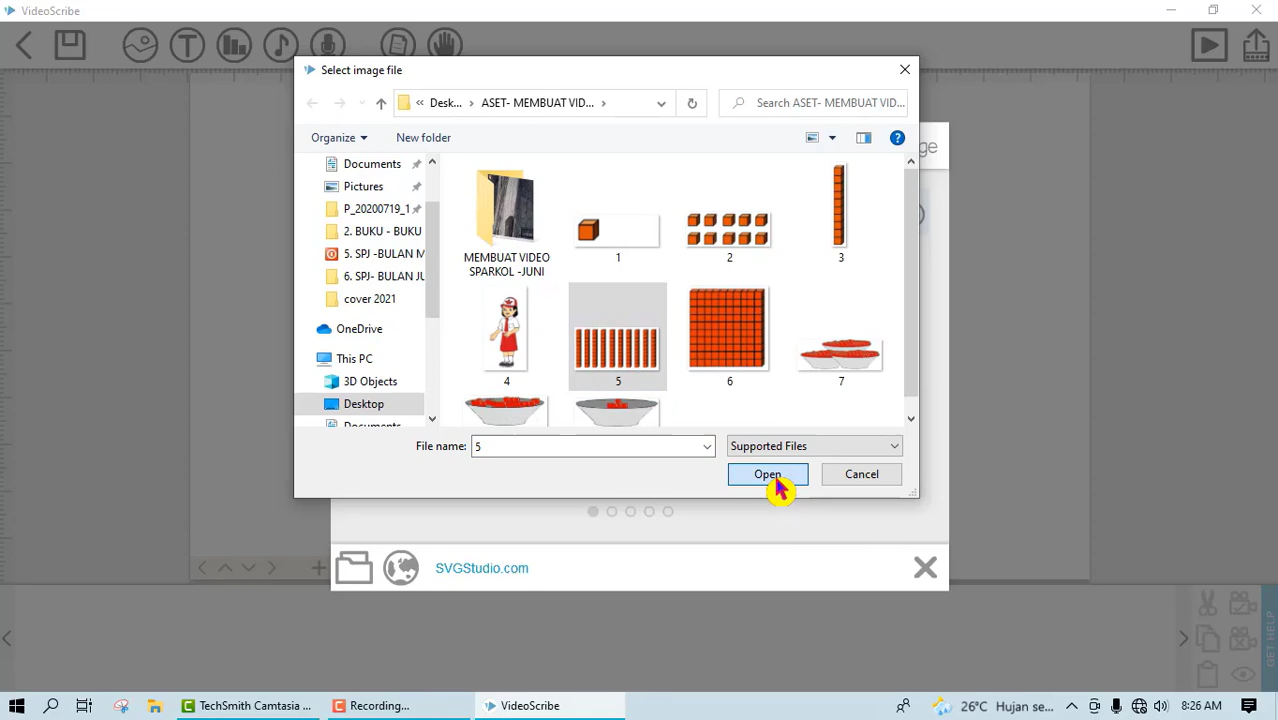 VideoScribe
Select image file
« Desk... › ASET- MEMBUAT VID... ›
Search ASET- MEMBUAT VID...
Organize
New folder
Documents
Pictures
P_20200719_1
2. BUKU - BUKU
5. SPJ -BULAN M
6. SPJ- BULAN JU
cover 2021
OneDrive
This PC
3D Objects
Desktop
Documents
MEMBUAT VIDEO
SPARKOL -JUNI
1
2
3
4
5
6
7
File name:
5
Supported Files
Open
Cancel
SVGStudio.com
GET HELP
TechSmith Camtasia ...
Recording...
VideoScribe
26°C Hujan se...
8:26 AM